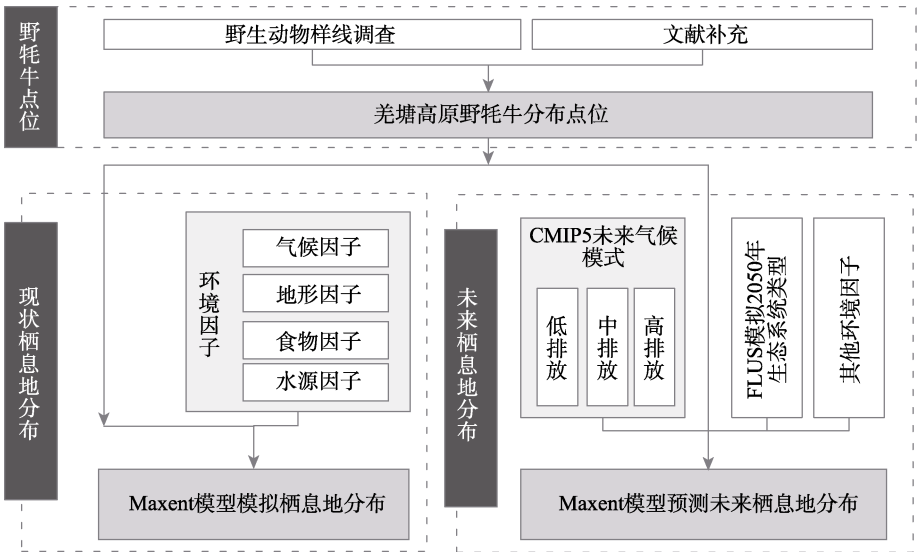 野牦牛点位
野生动物样线调查
文献补充
羌塘高原野牦牛分布点位
现状栖息地分布
环境因子
气候因子
地形因子
食物因子
水源因子
Maxent模型模拟栖息地分布
未来栖息地分布
CMIP5未来气候
模式
低排放
中排放
高排放
FLUS模拟2050年
生态系统类型
其他环境因子
Maxent模型预测未来栖息地分布